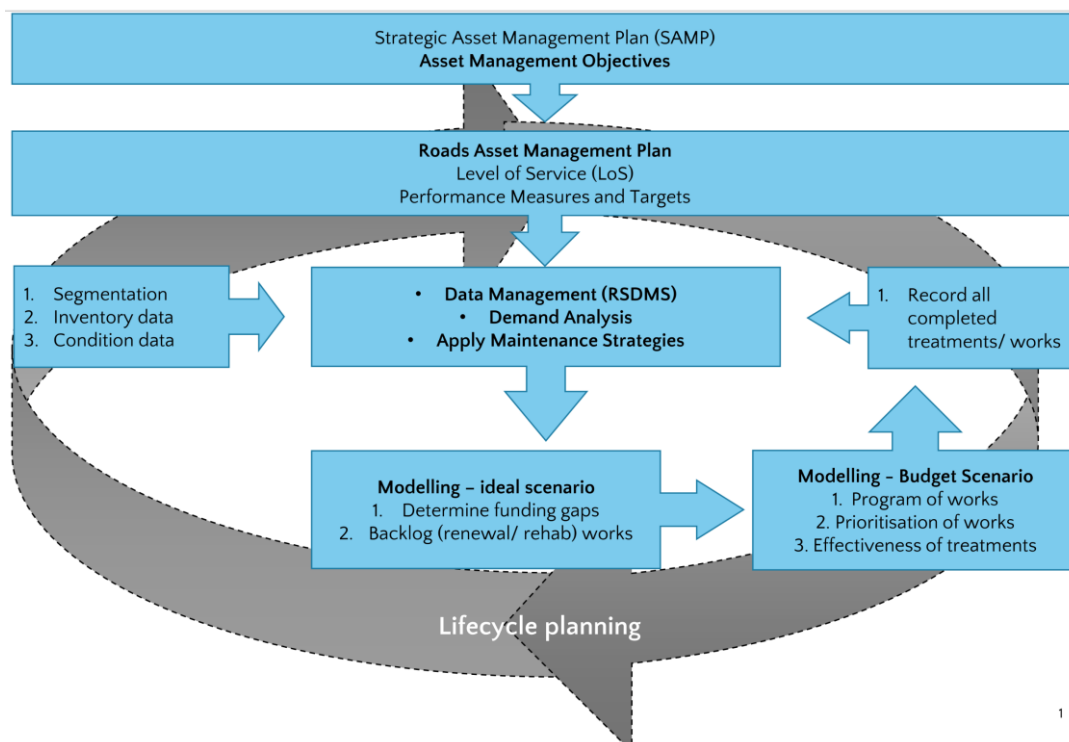 Strategic Asset Management Plan (SAMP)
Asset Management Objectives
Roads Asset Management Plan
Level of Service (LoS)
Performance Measures and Targets
1. Segmentation
2. Inventory data
3. Condition data
• Data Management (RSDMS)
• Demand Analysis
• Apply Maintenance Strategies
1. Record all
completed
treatments/ works
Modelling – ideal scenario
1. Determine funding gaps
2. Backlog (renewal/ rehab) works
Modelling - Budget Scenario
1. Program of works
2. Prioritisation of works
3. Effectiveness of treatments
Lifecycle planning
1